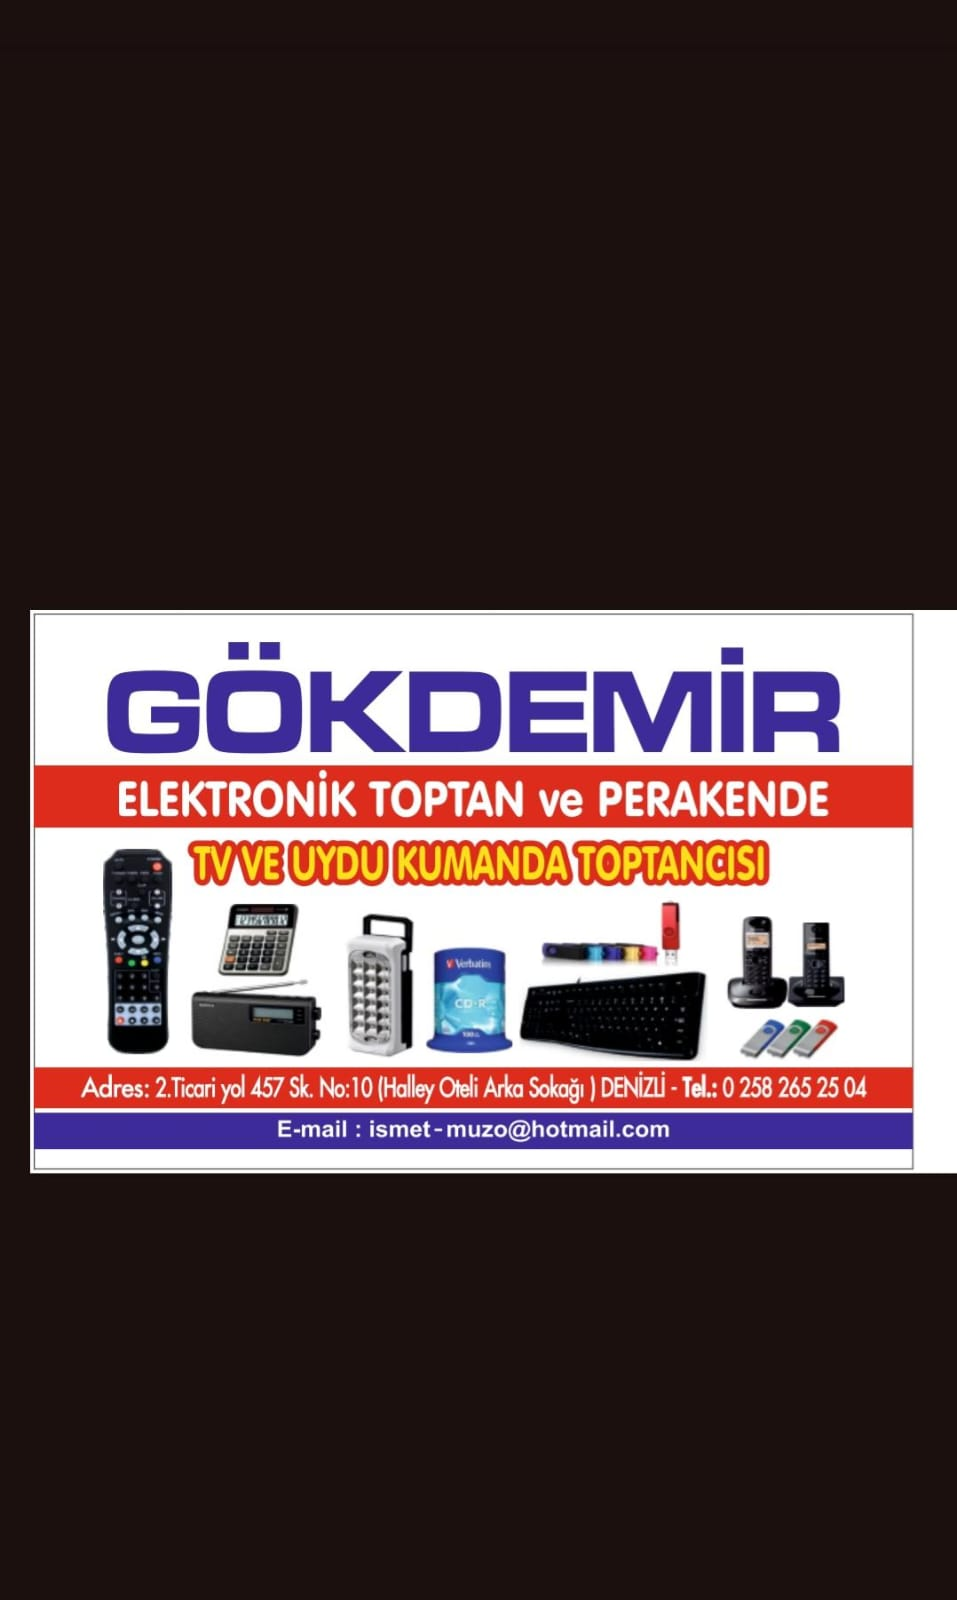 GÖKDEMİR
ELEKTRONİK TOPTAN ve PERAKENDE
TV VE UYDU KUMANDA TOPTANCISI
Verbatim
CD-R
100
Adres: 2.Ticari yol 457 Sk. No:10 (Halley Oteli Arka Sokağı ) DENİZLİ - Tel.: 0 258 265 25 04
E-mail : ismet-muzo@hotmail.com